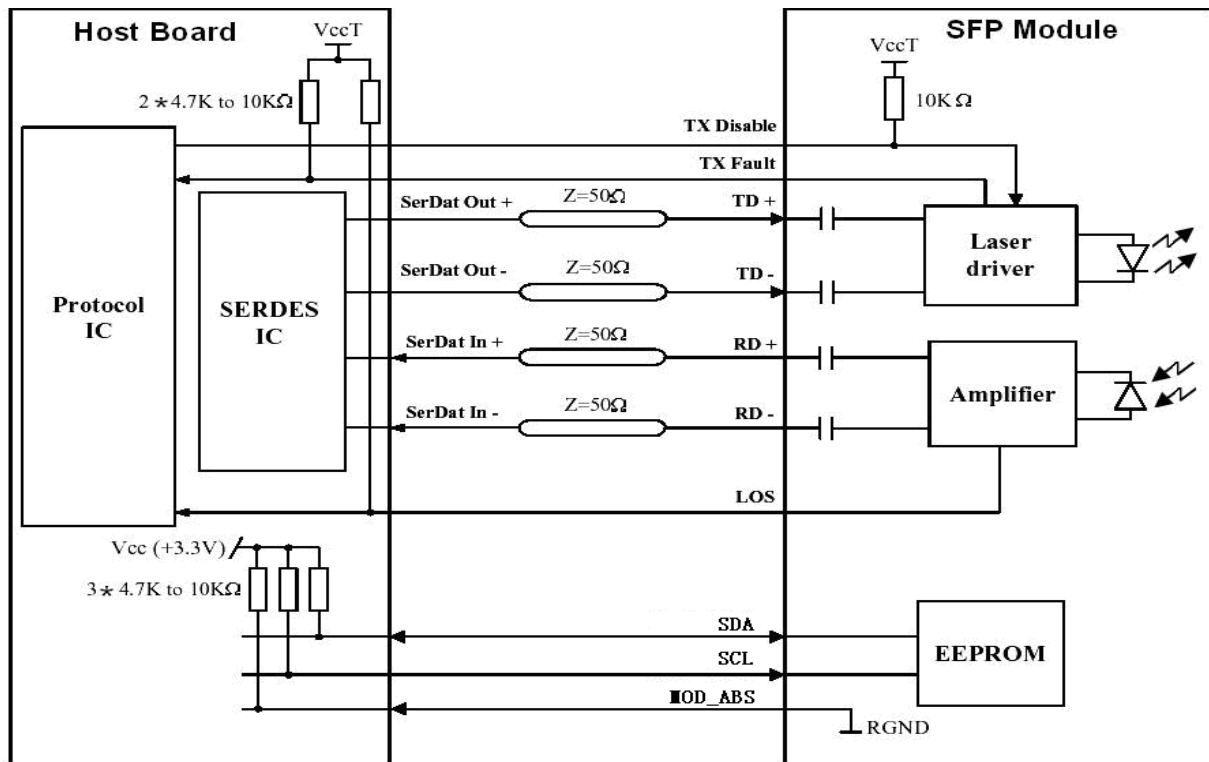 Host Board
SFP Module
VccT
VccT
2*4.7K to 10KΩ
10KΩ
TX Disable
TX Fault
SerDat Out +
Z=50Ω
TD +
Laser driver
SerDat Out -
Z=50Ω
TD -
Protocol IC
SERDES IC
SerDat In +
Z=50Ω
RD +
Amplifier
SerDat In -
Z=50Ω
RD -
LOS
Vcc (+3.3V)
3*4.7K to 10KΩ
SDA
SCL
EEPROM
MOD_ABS
RGND